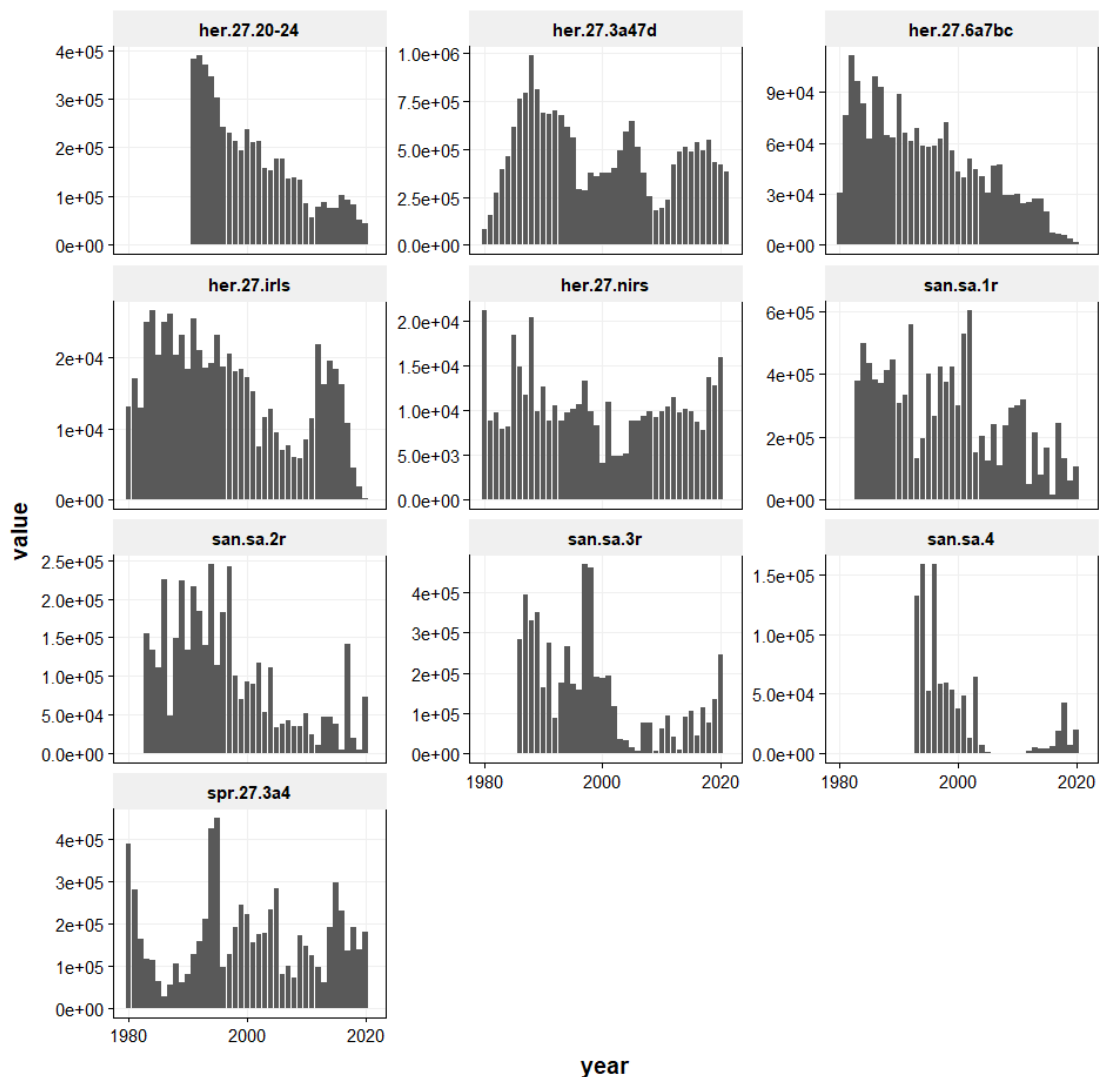 her.27.20-24
her.27.3a47d
her.27.6a7bc
4e+05
3e+05
2e+05
1e+05
0e+00
1.0e+06
7.5e+05
5.0e+05
2.5e+05
0.0e+00
9e+04
6e+04
3e+04
0e+00
her.27.irls
her.27.nirs
san.sa.1r
2e+04
1e+04
0e+00
2.0e+04
1.5e+04
1.0e+04
5.0e+03
0.0e+00
6e+05
4e+05
2e+05
0e+00
value
san.sa.2r
san.sa.3r
san.sa.4
2.5e+05
2.0e+05
1.5e+05
1.0e+05
5.0e+04
0.0e+00
4e+05
3e+05
2e+05
1e+05
0e+00
1.5e+05
1.0e+05
5.0e+04
0.0e+00
1980 2000 2020
1980 2000 2020
spr.27.3a4
4e+05
3e+05
2e+05
1e+05
0e+00
1980 2000 2020
year